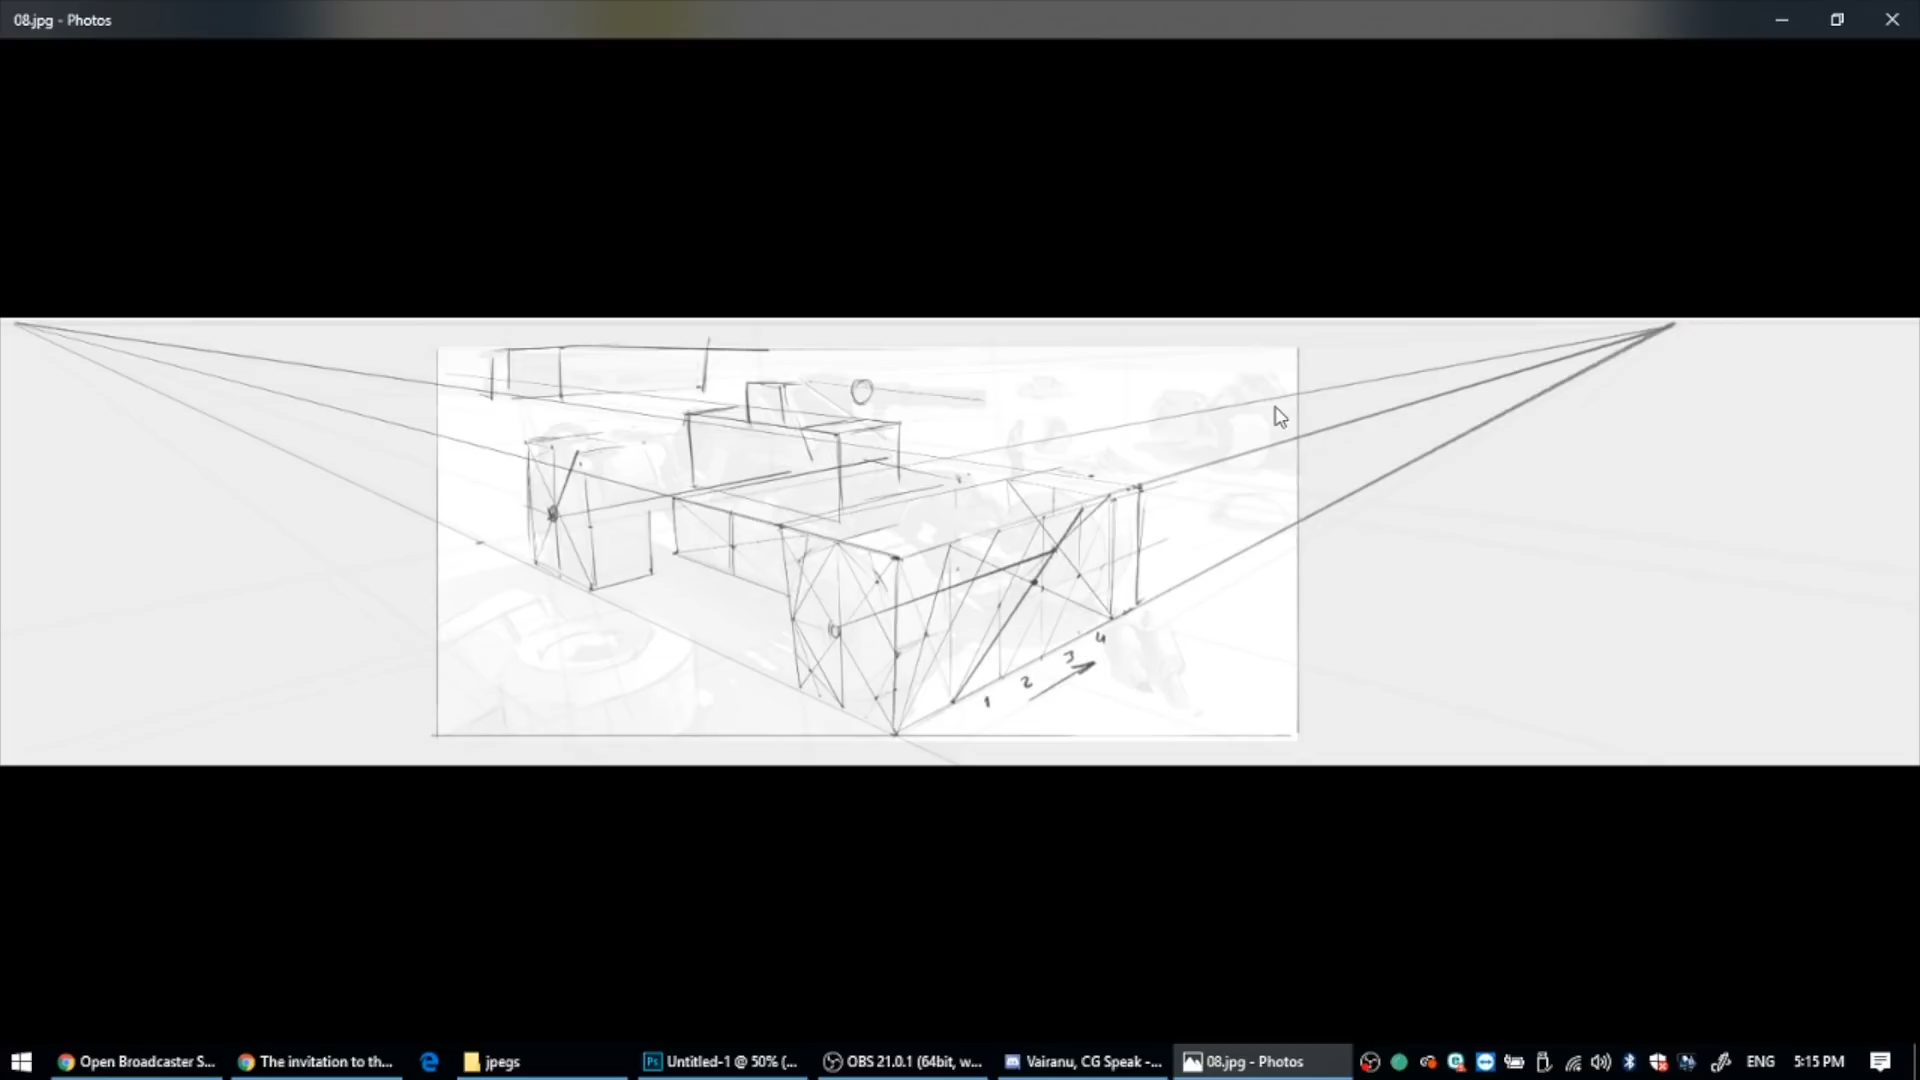 08.jpg - Photos
1 2 3 4
Open Broadcaster S...
The invitation to th...
jpegs
Ps Untitled-1 @ 50% (...
OBS 21.0.1 (64bit, w...
Vairanu, CG Speak -...
08.jpg - Photos
ENG
5:15 PM